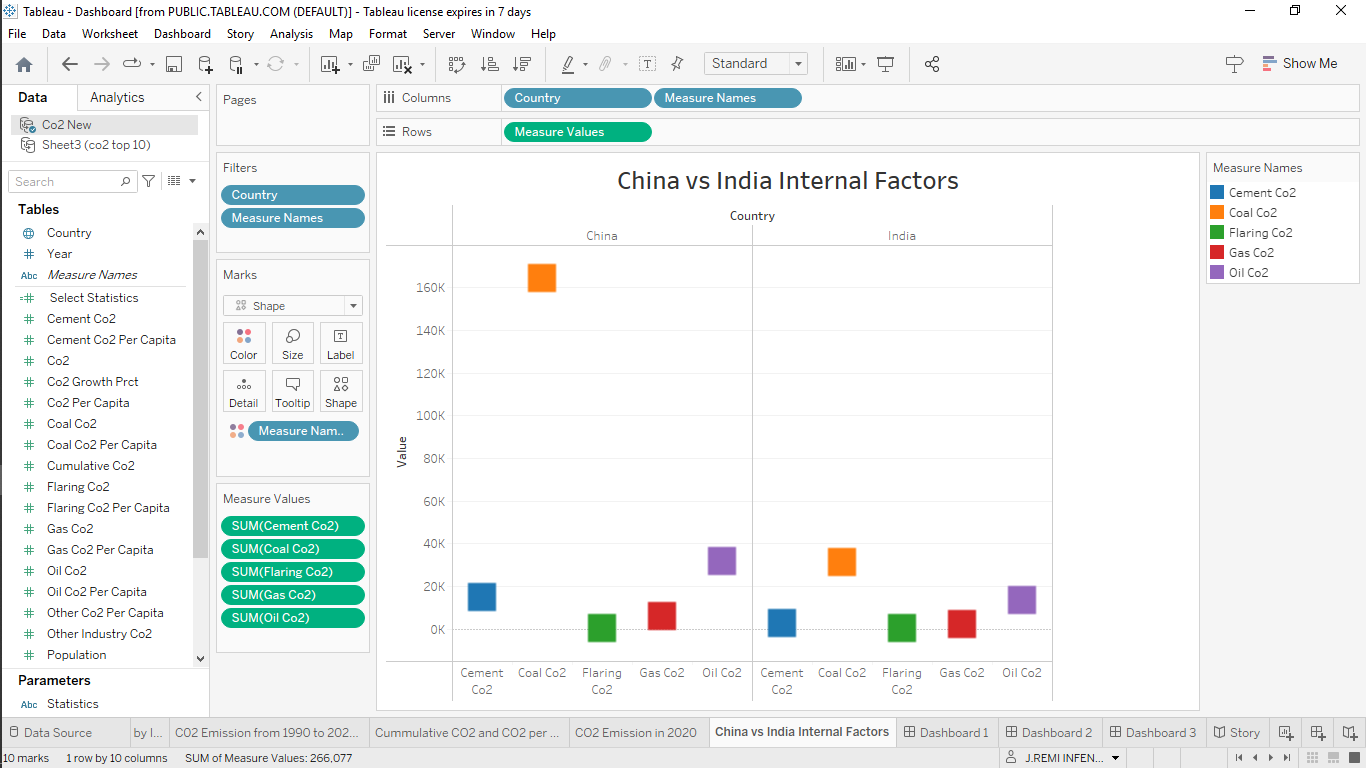 Tableau - Dashboard [from PUBLIC.TABLEAU.COM (DEFAULT)] - Tableau license expires in 7 days
File Data Worksheet Dashboard Story Analysis Map Format Server Window Help
Standard
Show Me
Data Analytics
Co2 New
Sheet3 (co2 top 10)
Search
Tables
Country
Year
Abc Measure Names
Select Statistics
Cement Co2
Cement Co2 Per Capita
Co2
Co2 Growth Prct
Co2 Per Capita
Coal Co2
Coal Co2 Per Capita
Cumulative Co2
Flaring Co2
Flaring Co2 Per Capita
Gas Co2
Gas Co2 Per Capita
Oil Co2
Oil Co2 Per Capita
Other Co2 Per Capita
Other Industry Co2
Population
Parameters
Abc Statistics
Pages
Filters
Country
Measure Names
Marks
Shape
Color Size Label
Detail Tooltip Shape
Measure Nam..
Measure Values
SUM(Cement Co2)
SUM(Coal Co2)
SUM(Flaring Co2)
SUM(Gas Co2)
SUM(Oil Co2)
Columns Country Measure Names
Rows Measure Values
China vs India Internal Factors
Country
China India
Value
160K
140K
120K
100K
80K
60K
40K
20K
0K
Cement Coal Co2 Flaring Gas Co2 Oil Co2 Cement Coal Co2 Flaring Gas Co2 Oil Co2
Co2 Co2 Co2 Co2
Measure Names
Cement Co2
Coal Co2
Flaring Co2
Gas Co2
Oil Co2
Data Source by I... C02 Emission from 1990 to 202... Cummulative CO2 and CO2 per ... CO2 Emission in 2020 China vs India Internal Factors Dashboard 1 Dashboard 2 Dashboard 3 Story
10 marks 1 row by 10 columns SUM of Measure Values: 266,077 J.REMI INFEN...